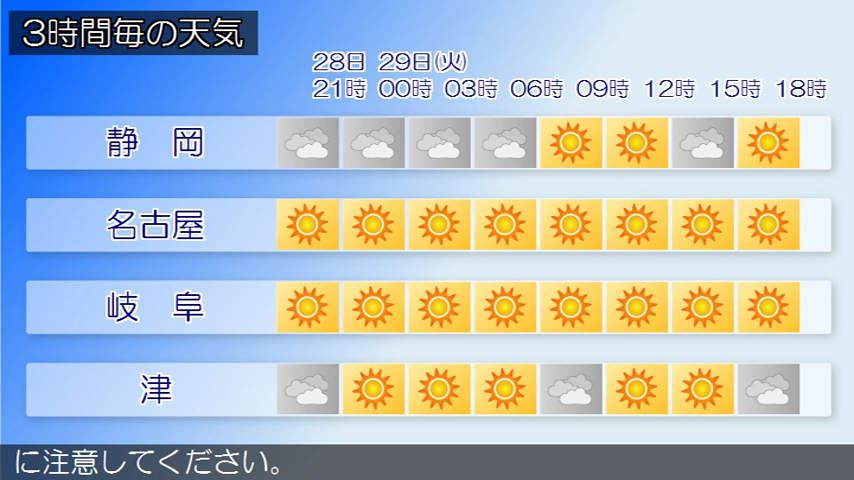 3時間毎の天気
28日 29日(火)
21時 00時 03時 06時 09時 12時 15時 18時
静 岡
名古屋
岐 阜
津
に注意してください。